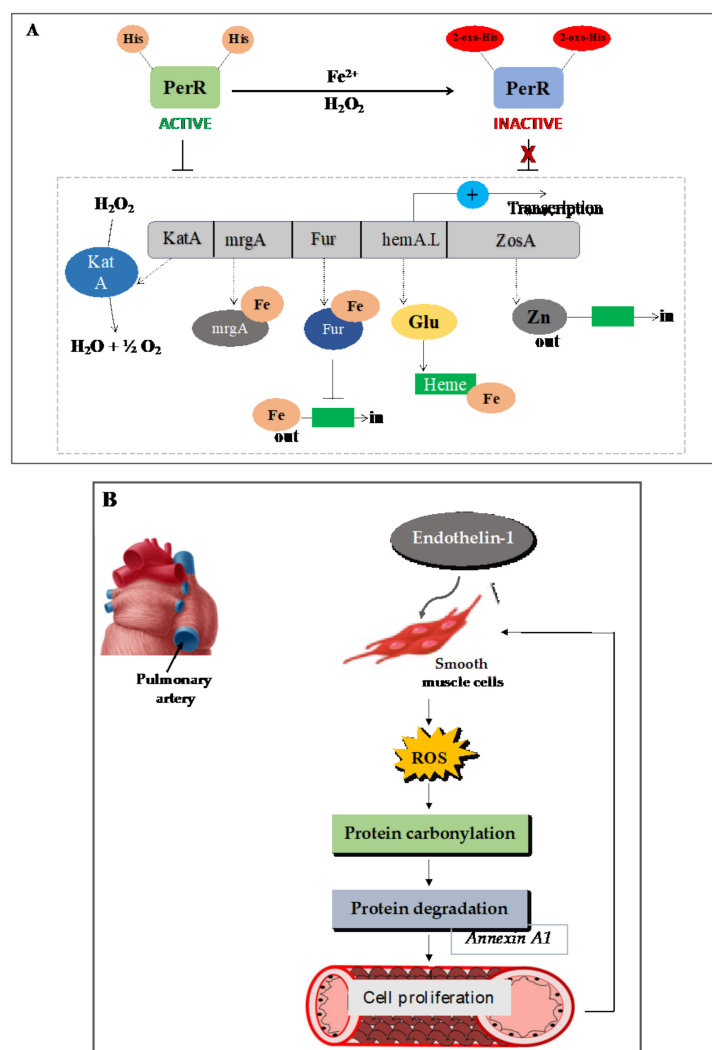 A
His
His
2-oxo-His
2-oxo-His
PerR
Fe²⁺
H₂O₂
PerR
ACTIVE
INACTIVE
X
H₂O₂
+
Transcription
KatA
mrgA
Fur
hemA.L
ZosA
Kat
A
Fe
mrgA
Fe
Fur
Glu
Zn
in
out
H₂O + ½ O₂
Heme
Fe
Fe
in
out
B
Endothelin-1
Pulmonary
artery
Smooth
muscle cells
ROS
Protein carbonylation
Protein degradation
Annexin A1
Cell proliferation